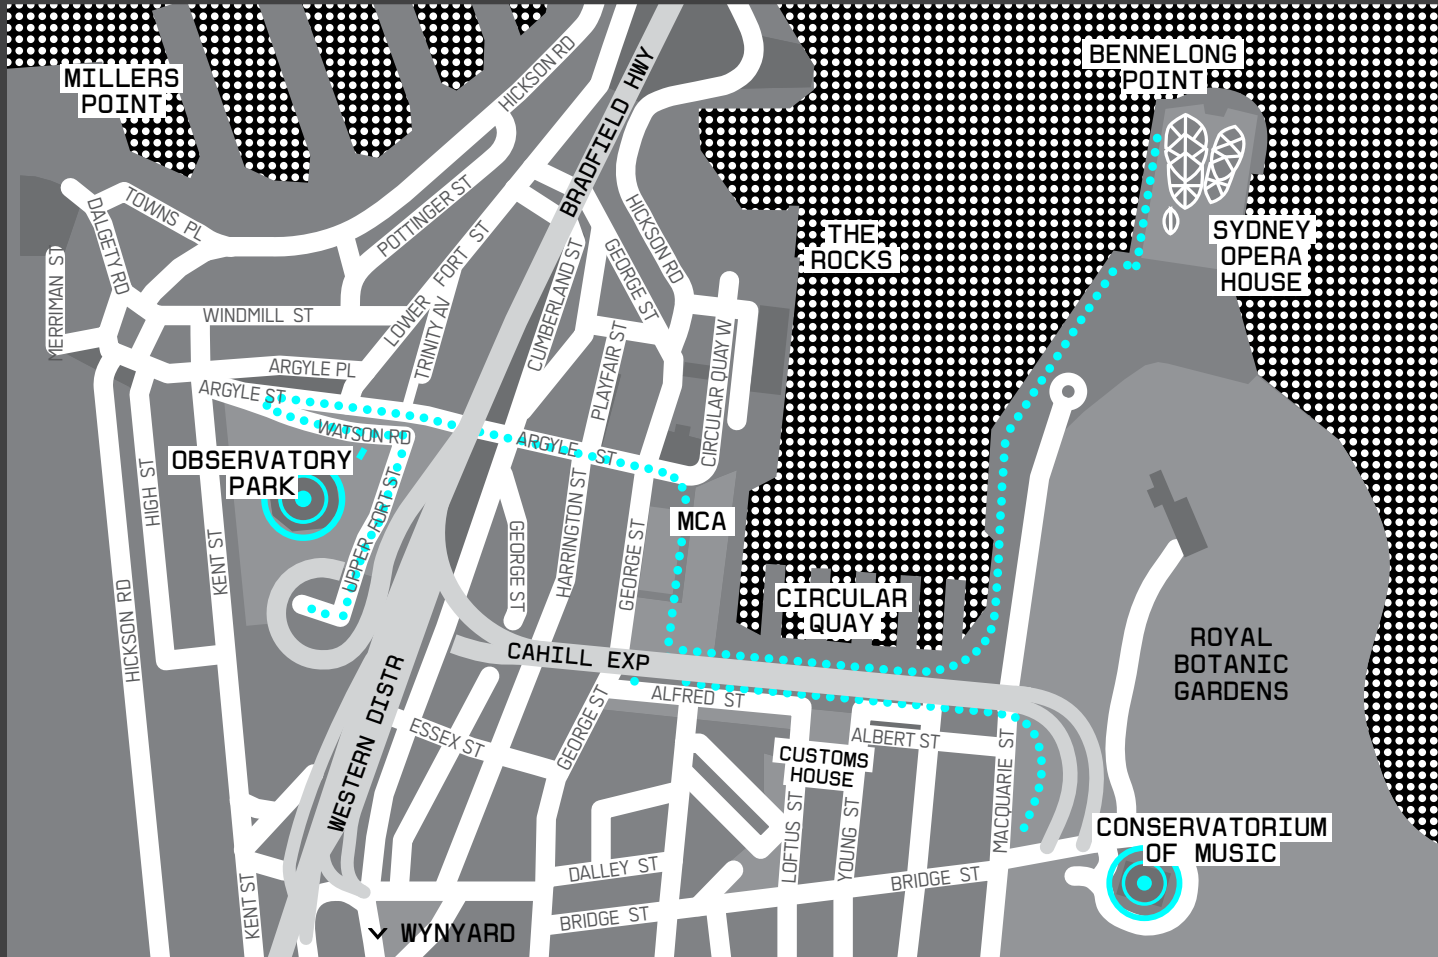 BENNELONG
POINT
MILLERS
POINT
HICKSON RD
BRADFIELD HWY
TOWNS PL
DALGETY RD
POTTINGER ST
HICKSON RD
LOWER FORT ST
GEORGE ST
CUMBERLAND ST
THE
ROCKS
SYDNEY
OPERA
HOUSE
MERRIMAN ST
WINDMILL ST
TRINITY AV
PLAYFAIR ST
CIRCULAR QUAY W
ARGYLE PL
ARGYLE ST
WATSON RD
ARGYLE ST
OBSERVATORY
PARK
HIGH ST
KENT ST
UPPER FORT ST
GEORGE ST
HARRINGTON ST
GEORGE ST
MCA
CIRCULAR
QUAY
HICKSON RD
CAHILL EXP
ROYAL
BOTANIC
GARDENS
WESTERN DISTR
ALFRED ST
ESSEX ST
GEORGE ST
ALBERT ST
CUSTOMS
HOUSE
MACQUARIE ST
LOFTUS ST
YOUNG ST
CONSERVATORIUM
OF MUSIC
DALLEY ST
BRIDGE ST
KENT ST
BRIDGE ST
WYNYARD